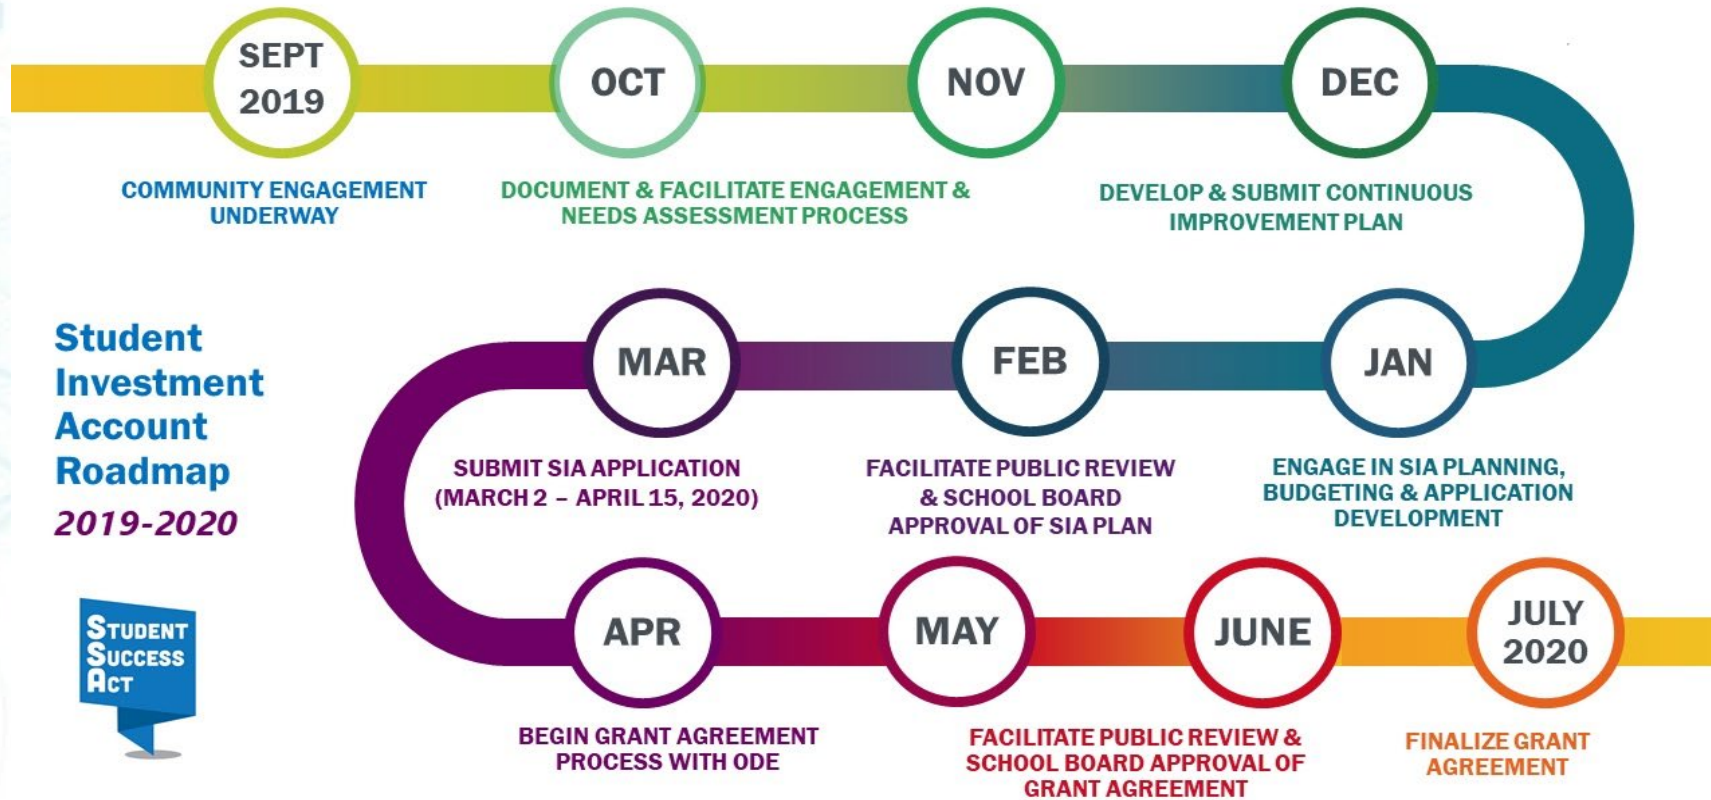 SEPT
2019
OCT
NOV
DEC
COMMUNITY ENGAGEMENT
UNDERWAY
DOCUMENT & FACILITATE ENGAGEMENT &
NEEDS ASSESSMENT PROCESS
DEVELOP & SUBMIT CONTINUOUS
IMPROVEMENT PLAN
JAN
ENGAGE IN SIA PLANNING,
BUDGETING & APPLICATION
DEVELOPMENT
FEB
FACILITATE PUBLIC REVIEW
& SCHOOL BOARD
APPROVAL OF SIA PLAN
MAR
SUBMIT SIA APPLICATION
(MARCH 2 – APRIL 15, 2020)
Student
Investment
Account
Roadmap
2019-2020
STUDENT
SUCCESS
ACT
APR
BEGIN GRANT AGREEMENT
PROCESS WITH ODE
MAY
JUNE
FACILITATE PUBLIC REVIEW &
SCHOOL BOARD APPROVAL OF
GRANT AGREEMENT
JULY
2020
FINALIZE GRANT
AGREEMENT